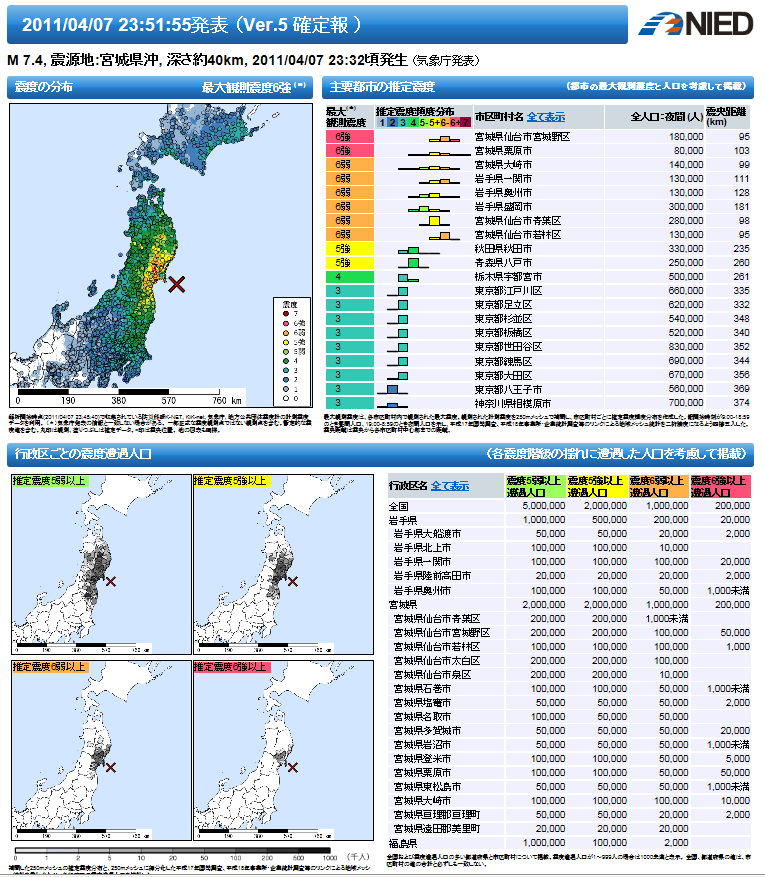 2011/04/07 23:51:55発表 (Ver.5 確定報 )
NIED
M 7.4, 震源地:宮城県沖, 深さ約40km, 2011/04/07 23:32頃発生 (気象庁発表)
震度の分布 最大観測震度6強 (*)
震度
7
6強
6弱
5強
5弱
4
3
2
1
0
0 190 380 570 760 km
主要都市の推定震度 (都市の最大観測震度と人口を考慮して掲載)
最大(*)観測震度 推定震度頻度分布 1 2 3 4 5- 5+ 6- 6+ 7 市区町村名 全て表示 全人口:夜間 (人) 震央距離 (km)
6強 宮城県仙台市宮城野区 180,000 95
6強 宮城県栗原市 80,000 103
6弱 宮城県大崎市 140,000 99
6弱 岩手県一関市 130,000 111
6弱 岩手県奥州市 130,000 128
6弱 岩手県盛岡市 300,000 181
6弱 宮城県仙台市青葉区 280,000 98
6弱 宮城県仙台市若林区 130,000 95
5強 秋田県秋田市 330,000 235
5強 青森県八戸市 250,000 260
4 栃木県宇都宮市 500,000 261
3 東京都江戸川区 660,000 335
3 東京都足立区 620,000 332
3 東京都杉並区 540,000 348
3 東京都板橋区 520,000 340
3 東京都世田谷区 830,000 352
3 東京都練馬区 690,000 344
3 東京都大田区 670,000 356
3 東京都八王子市 560,000 369
3 神奈川県相模原市 700,000 374
行政区ごとの震度遭遇人口 (各震度階級の揺れに遭遇した人口を考慮して掲載)
推定震度5弱以上
推定震度5強以上
推定震度6弱以上
推定震度6強以上
0 1 2 5 10 20 50 100 200 500 1000 (千人)
行政区名 全て表示 震度5弱以上遭遇人口 震度5強以上遭遇人口 震度6弱以上遭遇人口 震度6強以上遭遇人口
全国 5,000,000 2,000,000 1,000,000 200,000
岩手県 1,000,000 500,000 200,000 20,000
岩手県大船渡市 50,000 50,000 20,000 2,000
岩手県北上市 100,000 100,000 10,000
岩手県一関市 100,000 100,000 100,000 20,000
岩手県陸前高田市 20,000 20,000 20,000 2,000
岩手県奥州市 100,000 100,000 50,000 1,000未満
宮城県 2,000,000 2,000,000 1,000,000 200,000
宮城県仙台市青葉区 200,000 200,000 1,000未満
宮城県仙台市宮城野区 200,000 200,000 100,000 50,000
宮城県仙台市若林区 100,000 100,000 100,000 1,000
宮城県仙台市太白区 200,000 200,000 100,000
宮城県仙台市泉区 200,000 200,000 10,000
宮城県石巻市 100,000 100,000 50,000 1,000未満
宮城県塩竈市 50,000 50,000 50,000 2,000
宮城県名取市 100,000 50,000 50,000
宮城県多賀城市 50,000 50,000 50,000 20,000
宮城県岩沼市 50,000 50,000 50,000 1,000未満
宮城県登米市 100,000 100,000 50,000 5,000
宮城県栗原市 100,000 100,000 50,000 50,000
宮城県東松島市 50,000 50,000 50,000 1,000未満
宮城県大崎市 100,000 100,000 100,000 10,000
宮城県亘理郡亘理町 50,000 50,000 20,000 2,000
宮城県遠田郡美里町 20,000 20,000 20,000
福島県 1,000,000 100,000 2,000